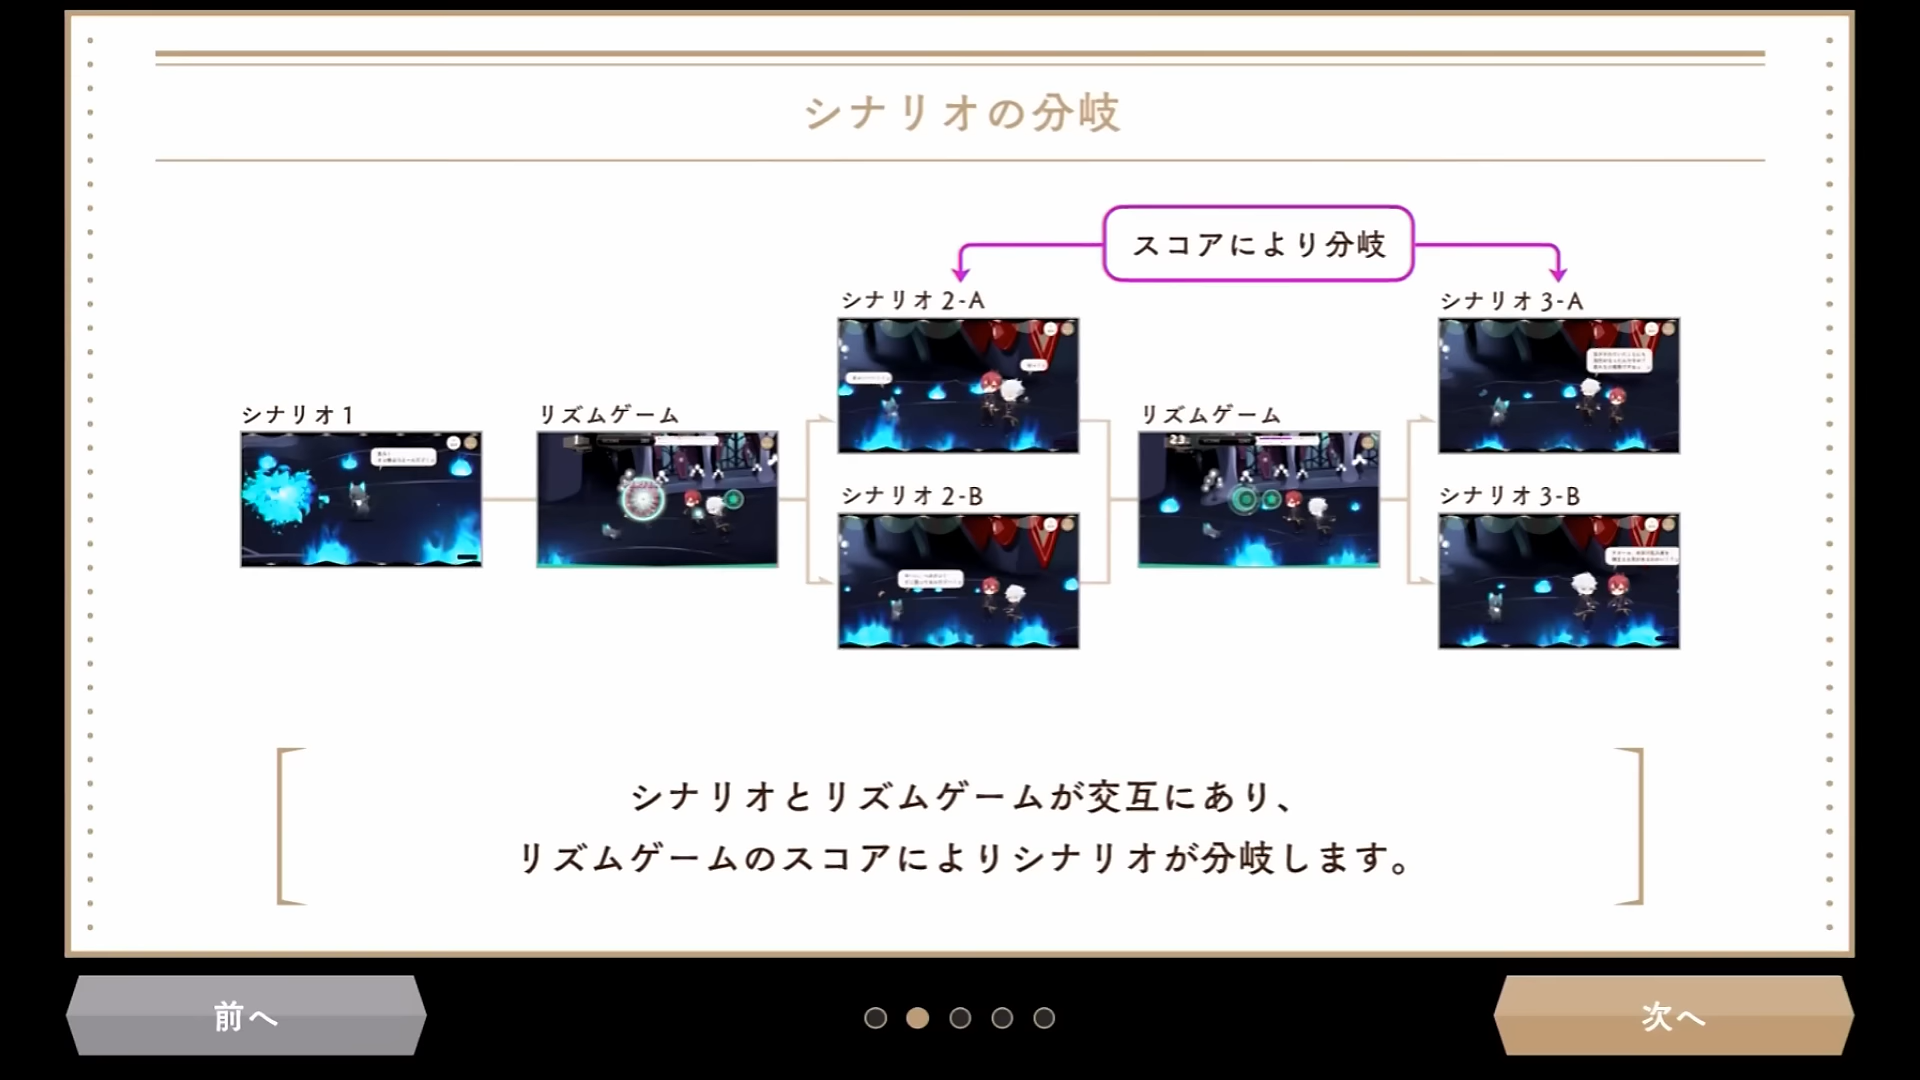 シナリオの分岐
スコアにより分岐
シナリオ2-A
シナリオ3-A
シナリオ1
リズムゲーム
リズムゲーム
シナリオ2-B
シナリオ3-B
シナリオとリズムゲームが交互にあり、
リズムゲームのスコアによりシナリオが分岐します。
前へ
次へ